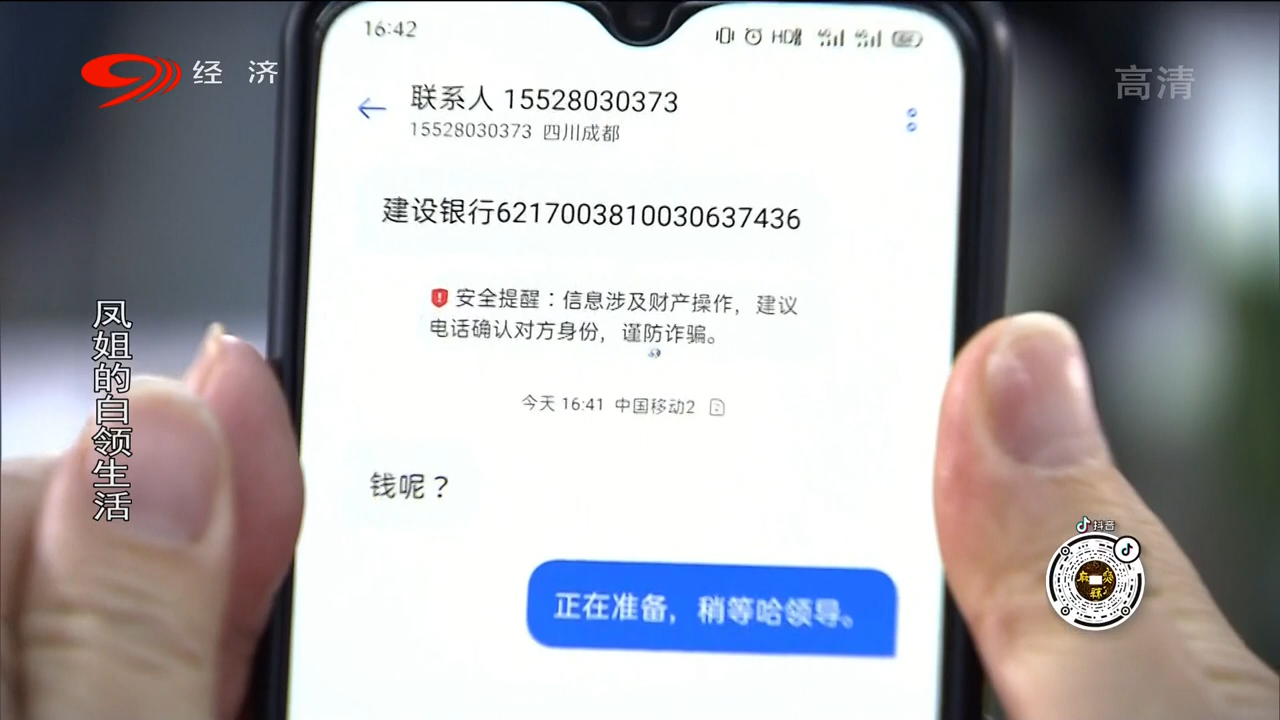 16:42
HD
经 济
高清
联系人 15528030373
15528030373 四川成都
建设银行6217003810030637436
安全提醒：信息涉及财产操作，建议
电话确认对方身份，谨防诈骗。
今天 16:41 中国移动2
钱呢？
正在准备，稍等哈领导。
凤姐的白领生活
抖音
麻辣烫